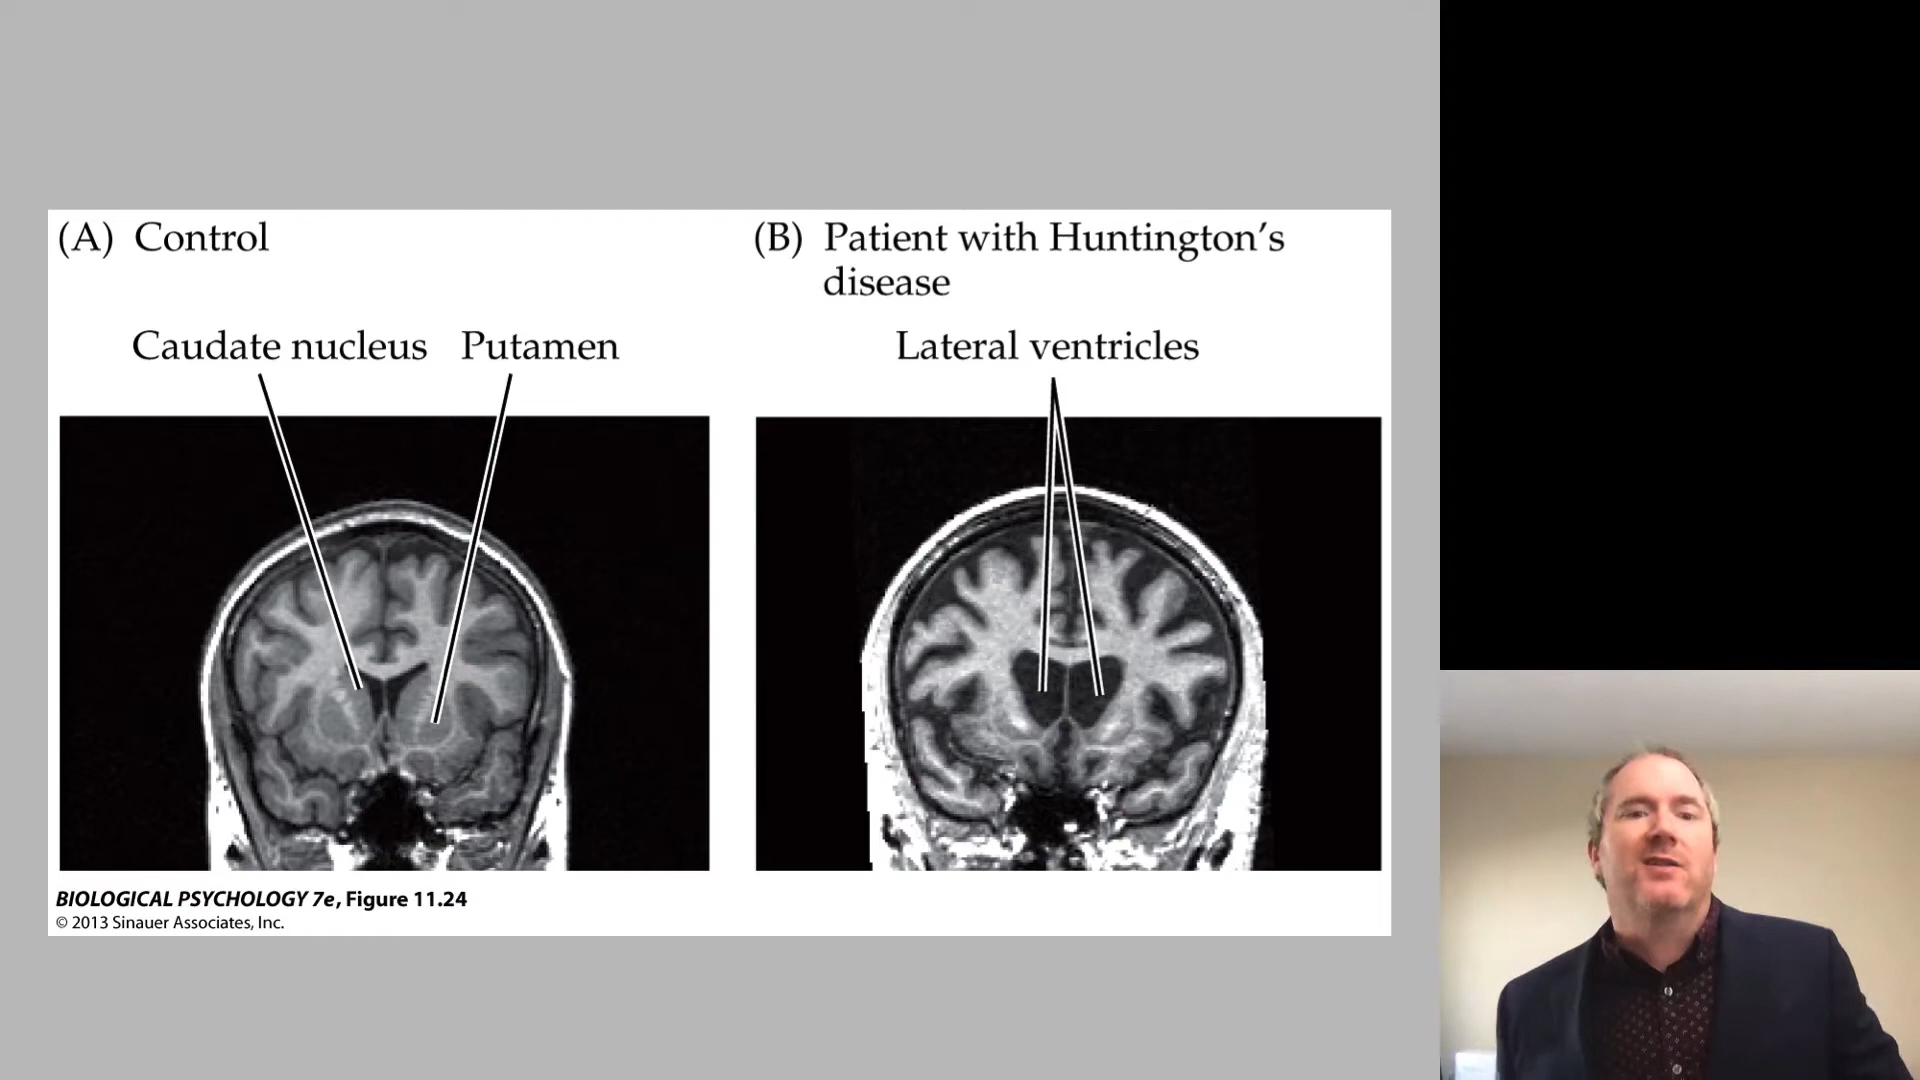 (A) Control
(B) Patient with Huntington's
disease
Caudate nucleus Putamen
Lateral ventricles
BIOLOGICAL PSYCHOLOGY 7e, Figure 11.24
© 2013 Sinauer Associates, Inc.